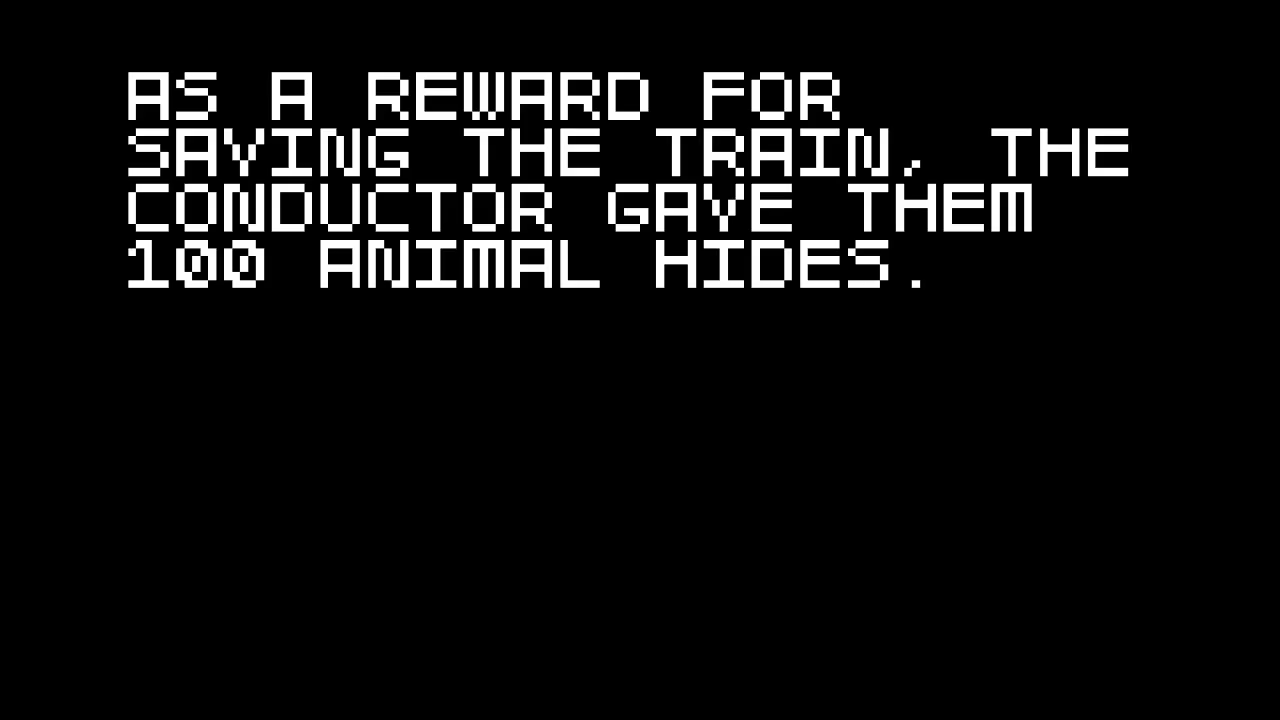 AS A REWARD FOR
SAVING THE TRAIN, THE
CONDUCTOR GAVE THEM
100 ANIMAL HIDES.